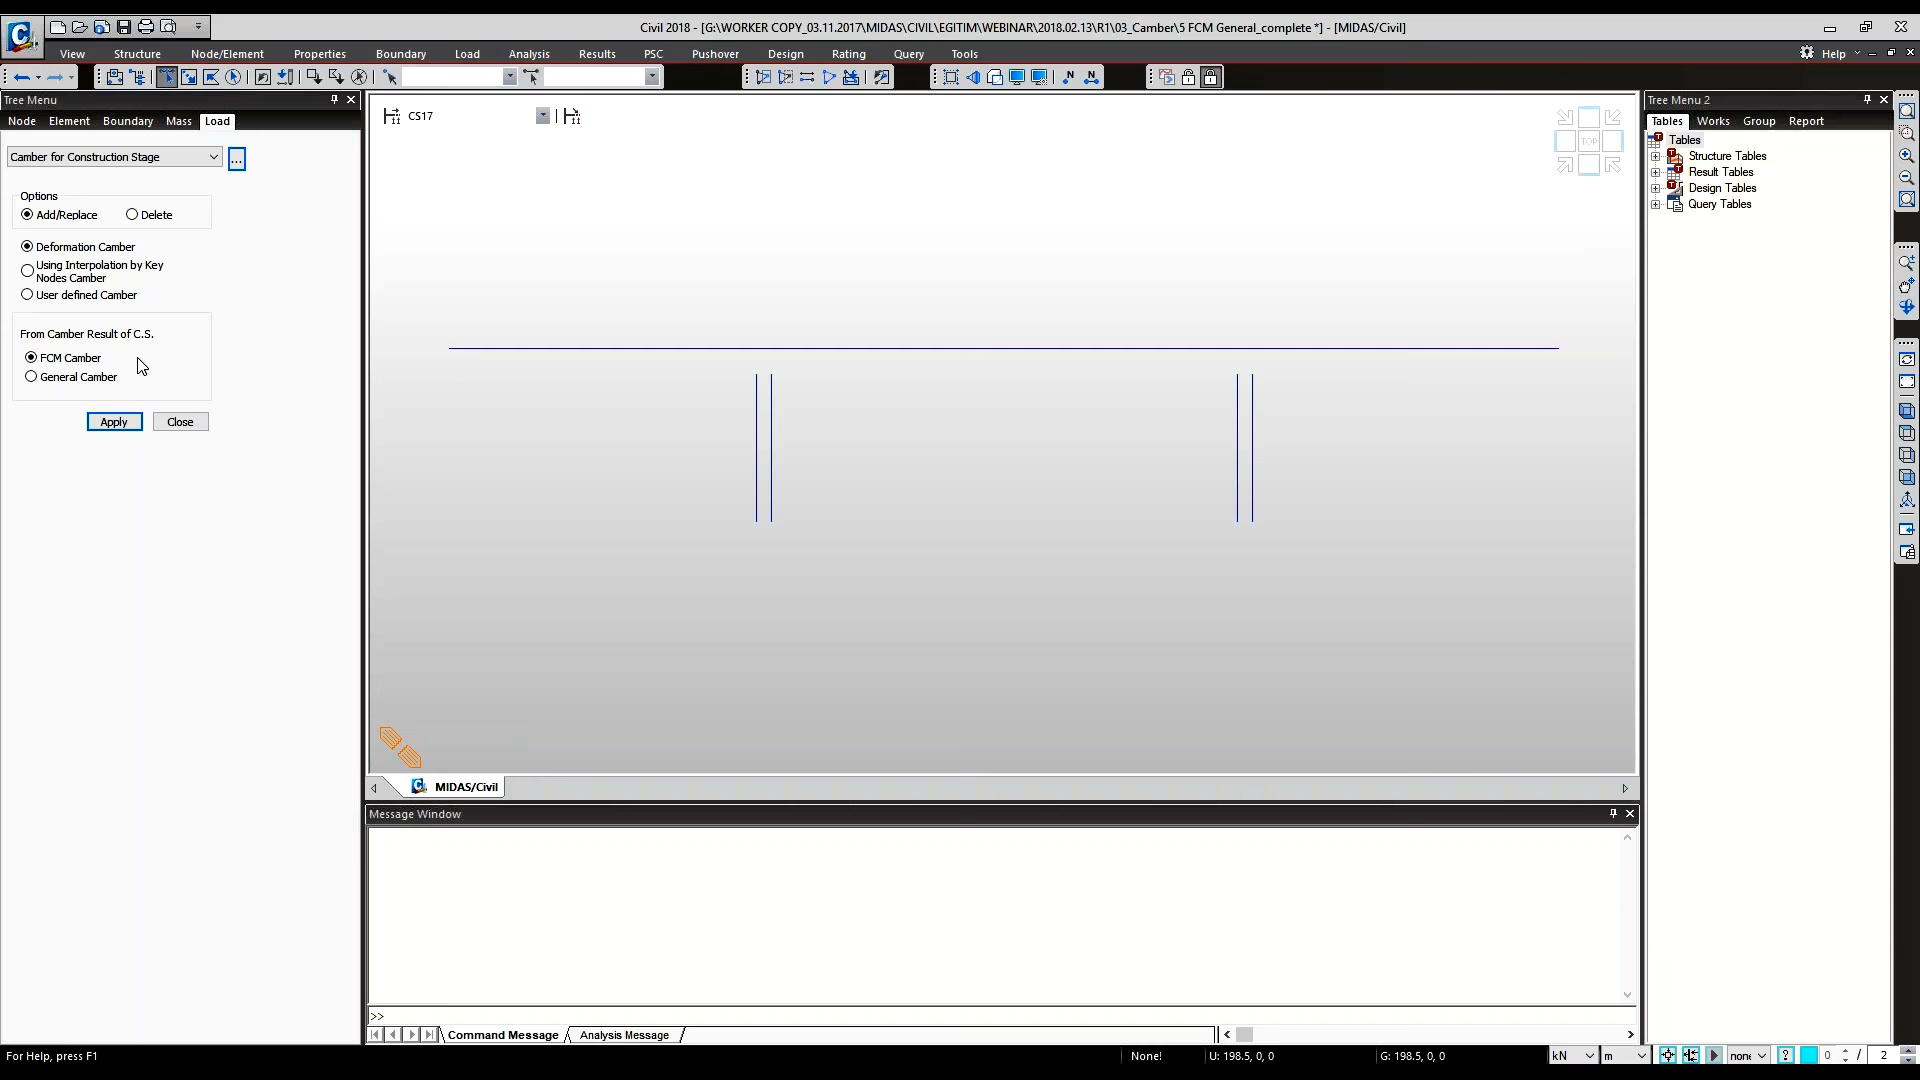 Civil 2018 - [G:\WORKER COPY_03.11.2017\MIDAS\CIVIL\EGITIM\WEBINAR\2018.02.13\R1\03_Camber\5 FCM General_complete *] - [MIDAS/Civil]
View Structure Node/Element Properties Boundary Load Analysis Results PSC Pushover Design Rating Query Tools Help
Tree Menu
Node Element Boundary Mass Load
Camber for Construction Stage ...
Options
Add/Replace Delete
Deformation Camber
Using Interpolation by Key
Nodes Camber
User defined Camber
From Camber Result of C.S.
FCM Camber
General Camber
Apply Close
CS17
TOP
MIDAS/Civil
Message Window
>>
Command Message Analysis Message
Tree Menu 2
Tables Works Group Report
Tables
Structure Tables
Result Tables
Design Tables
Query Tables
For Help, press F1
None! U: 198.5, 0, 0 G: 198.5, 0, 0 kN m none ? 0 / 2